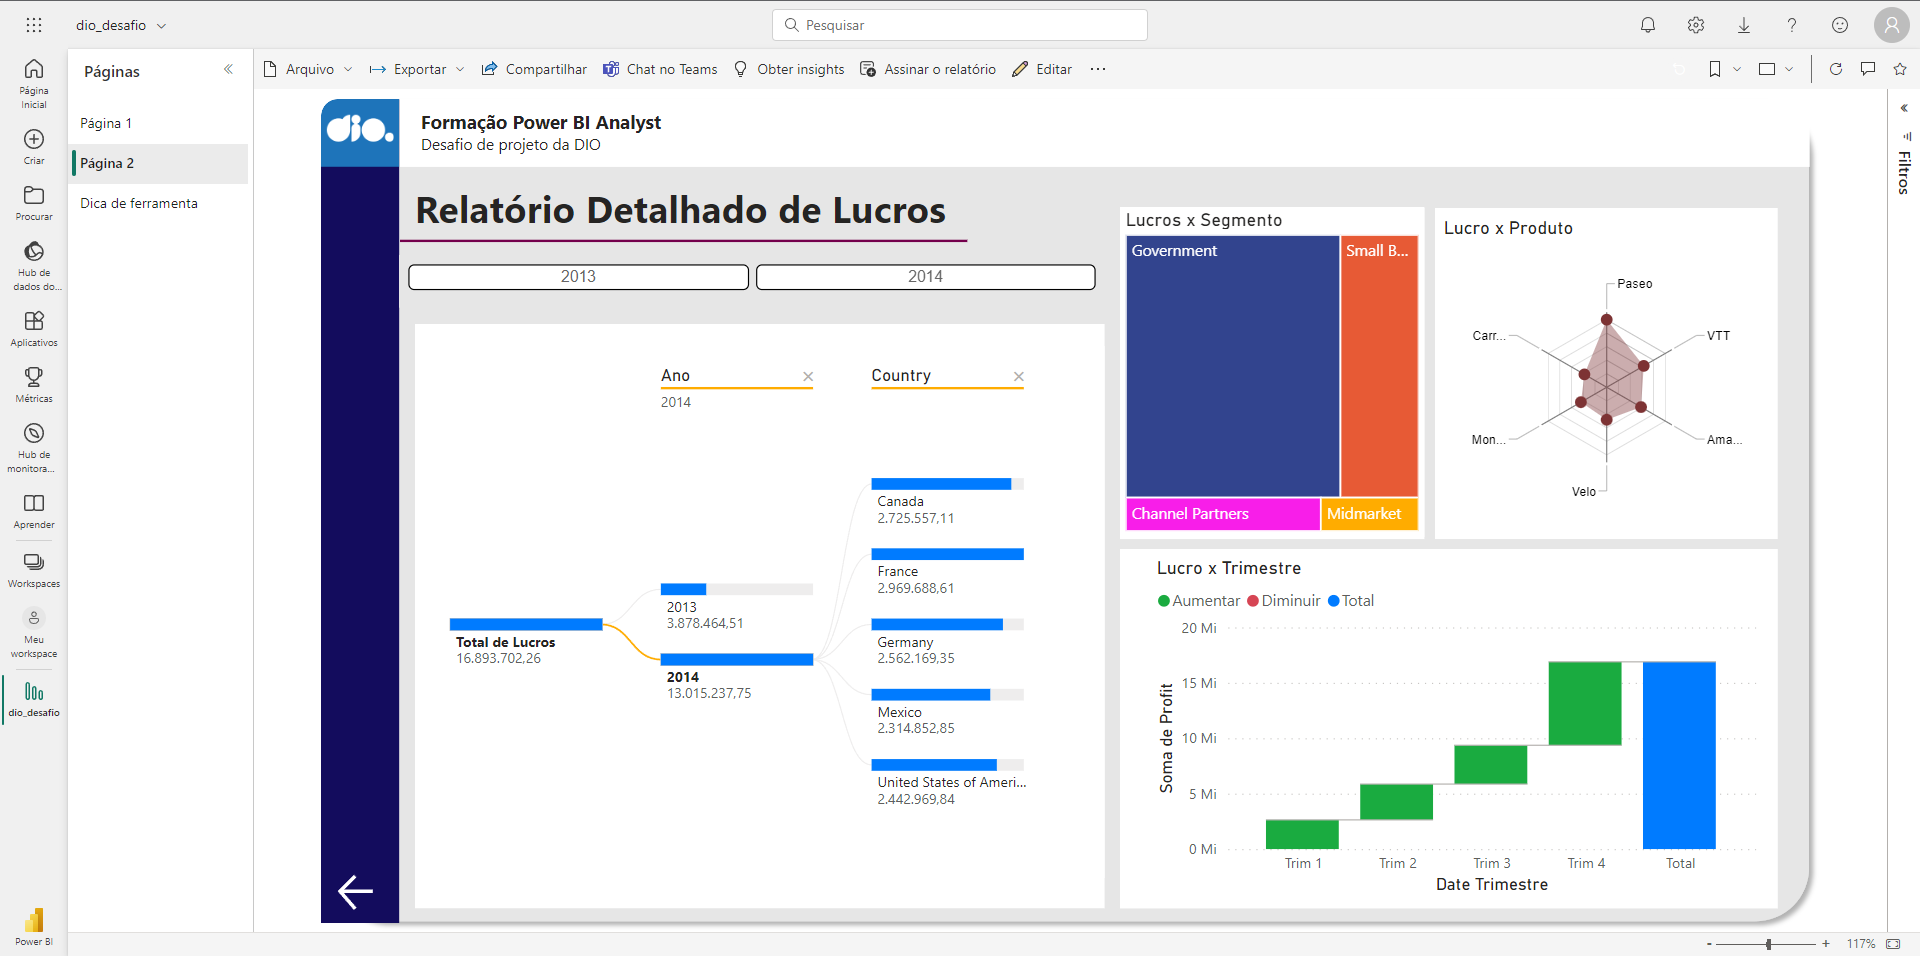 dio_desafio
Pesquisar
Página
Inicial
Criar
Procurar
Hub de
dados do...
Aplicativos
Métricas
Hub de
monitora...
Aprender
Workspaces
Meu
workspace
dio_desafio
Power BI
Páginas
Página 1
Página 2
Dica de ferramenta
Arquivo
Exportar
Compartilhar
Chat no Teams
Obter insights
Assinar o relatório
Editar
dio.
Formação Power BI Analyst
Desafio de projeto da DIO
Relatório Detalhado de Lucros
2013
2014
Ano
2014
Country
Total de Lucros
16.893.702,26
2013
3.878.464,51
2014
13.015.237,75
Canada
2.725.557,11
France
2.969.688,61
Germany
2.562.169,35
Mexico
2.314.852,85
United States of Ameri...
2.442.969,84
Lucros x Segmento
Government
Small B...
Channel Partners
Midmarket
Lucro x Produto
Paseo
Carr...
VTT
Mon...
Ama...
Velo
Lucro x Trimestre
Aumentar
Diminuir
Total
Soma de Profit
20 Mi
15 Mi
10 Mi
5 Mi
0 Mi
Trim 1
Trim 2
Trim 3
Trim 4
Total
Date Trimestre
Filtros
- + 117%